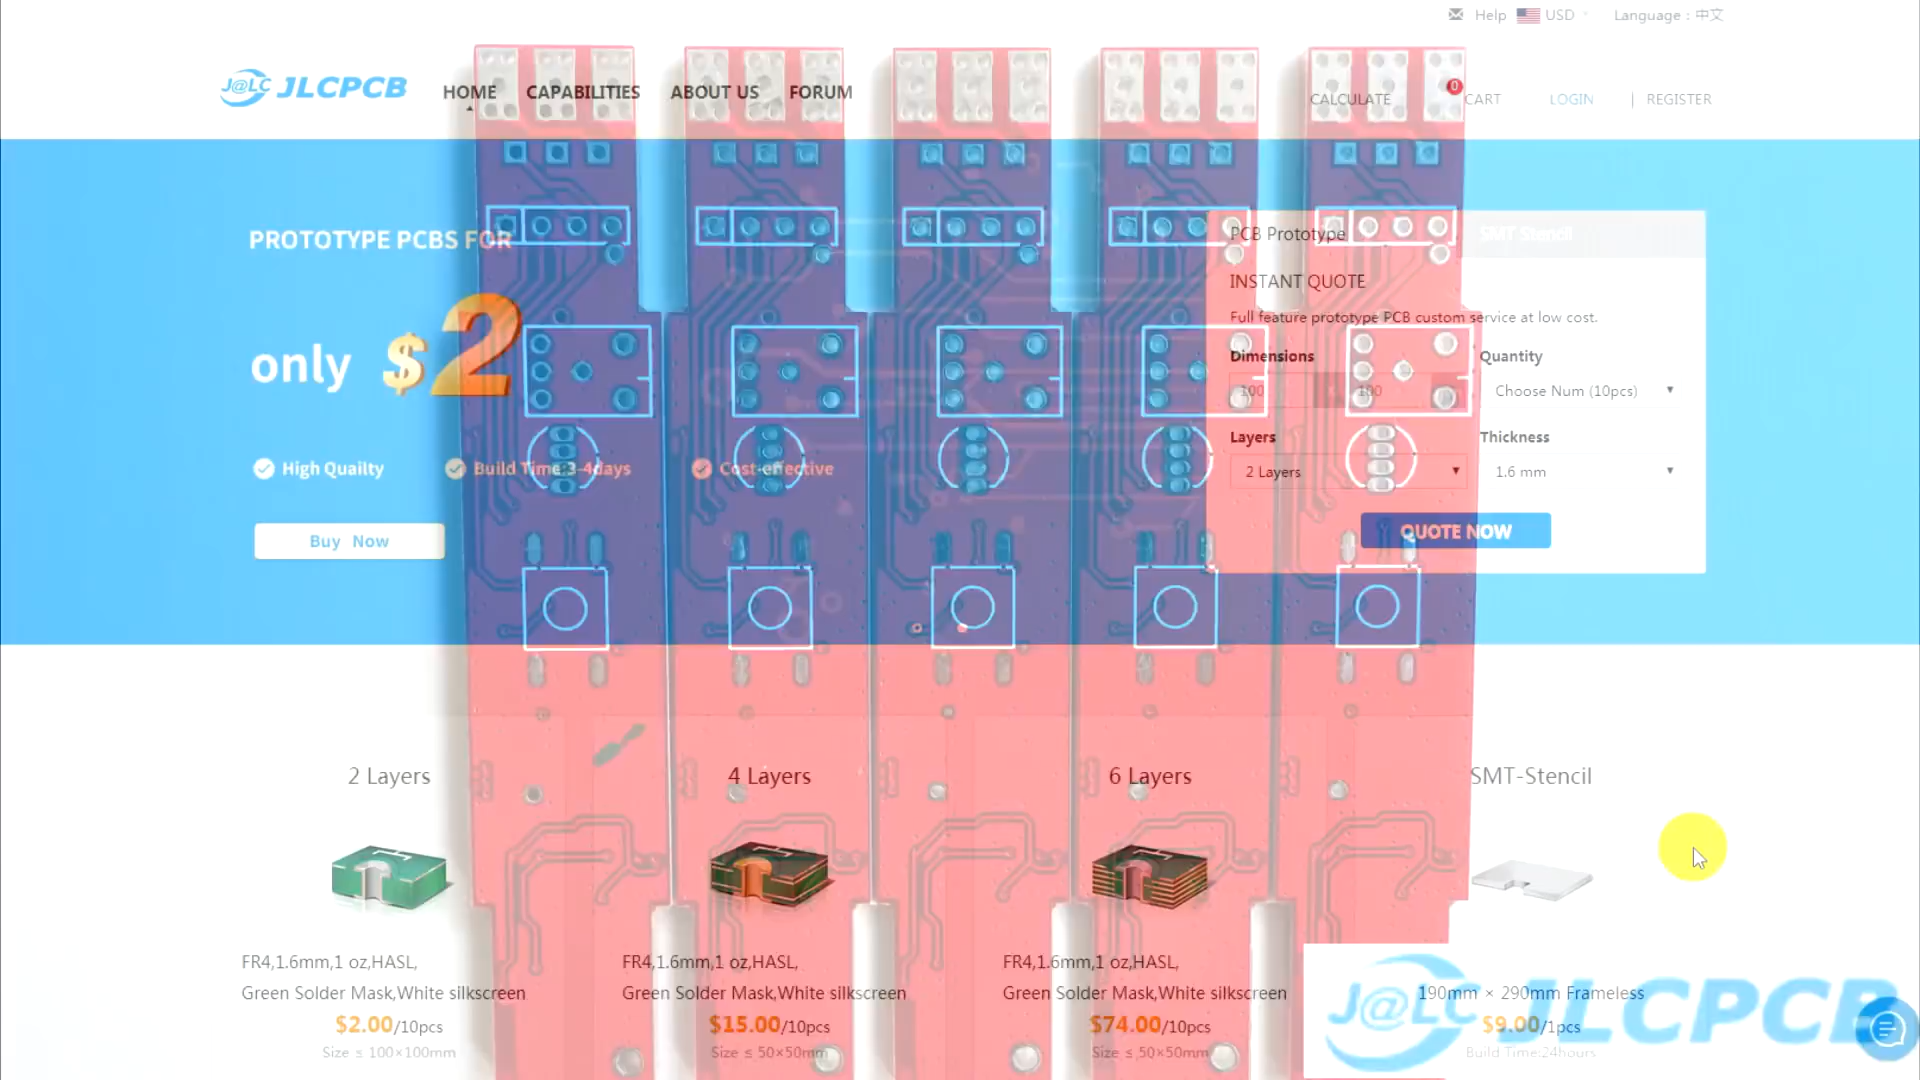 Help USD Language : 中文
J@LC JLCPCB HOME CAPABILITIES ABOUT US FORUM CALCULATE 0 CART LOGIN | REGISTER
PROTOTYPE PCBS FOR
only $2
High Quailty Build Time:3-4days Cost-effective
Buy Now
PCB Prototype SMT Stencil
INSTANT QUOTE
Full feature prototype PCB custom service at low cost.
Dimensions Quantity
100 100 Choose Num (10pcs)
Layers Thickness
2 Layers 1.6 mm
QUOTE NOW
2 Layers 4 Layers 6 Layers SMT-Stencil
FR4,1.6mm,1 oz,HASL, FR4,1.6mm,1 oz,HASL, FR4,1.6mm,1 oz,HASL,
Green Solder Mask,White silkscreen Green Solder Mask,White silkscreen Green Solder Mask,White silkscreen 190mm × 290mm Frameless
$2.00/10pcs $15.00/10pcs $74.00/10pcs $9.00/1pcs
Size ≤ 100×100mm Size ≤ 50×50mm Size ≤ 50×50mm Build Time:24hours
J@LC JLCPCB